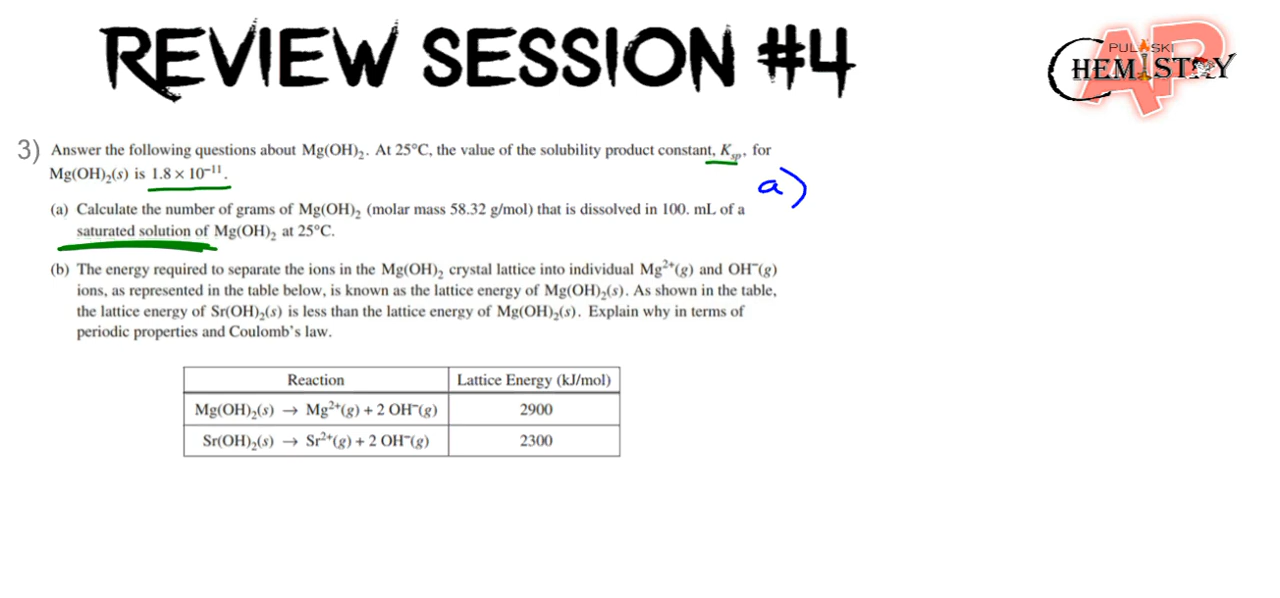 REVIEW SESSION #4
PULASKI
CHEMISTRY
AP
3) Answer the following questions about Mg(OH)₂. At 25°C, the value of the solubility product constant, Kₛₚ, for
Mg(OH)₂(s) is 1.8 × 10⁻¹¹.
a)
(a) Calculate the number of grams of Mg(OH)₂ (molar mass 58.32 g/mol) that is dissolved in 100. mL of a
saturated solution of Mg(OH)₂ at 25°C.
(b) The energy required to separate the ions in the Mg(OH)₂ crystal lattice into individual Mg²⁺(g) and OH⁻(g)
ions, as represented in the table below, is known as the lattice energy of Mg(OH)₂(s). As shown in the table,
the lattice energy of Sr(OH)₂(s) is less than the lattice energy of Mg(OH)₂(s). Explain why in terms of
periodic properties and Coulomb's law.
Reaction Lattice Energy (kJ/mol)
Mg(OH)₂(s) → Mg²⁺(g) + 2 OH⁻(g) 2900
Sr(OH)₂(s) → Sr²⁺(g) + 2 OH⁻(g) 2300